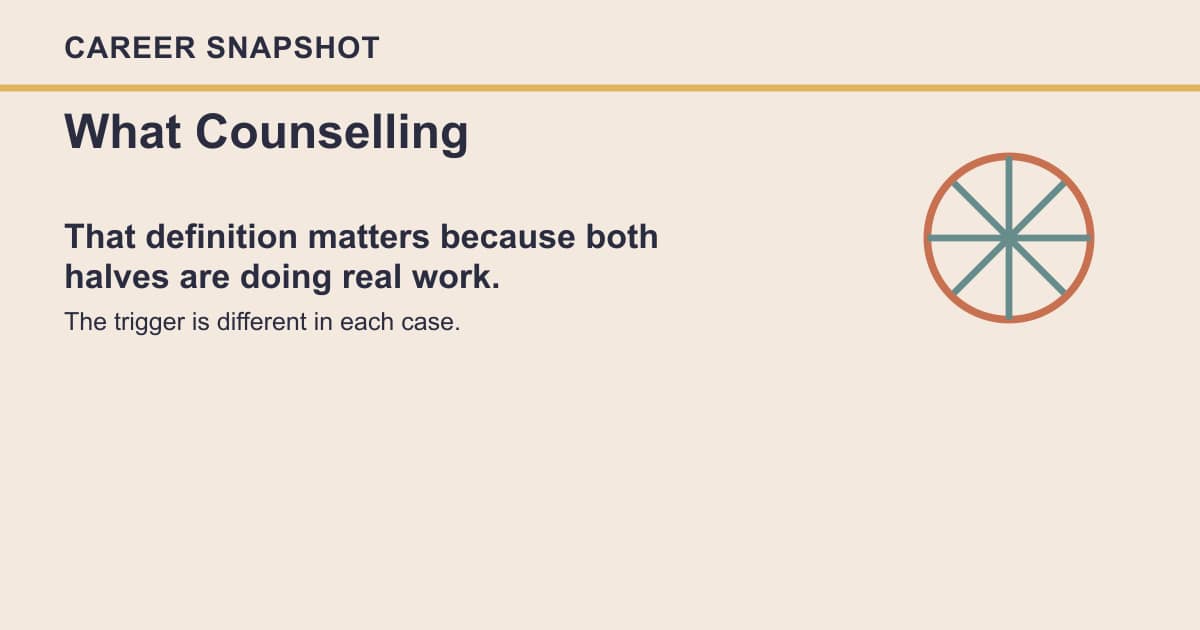 CAREER SNAPSHOT
What Counselling
That definition matters because both
halves are doing real work.
The trigger is different in each case.